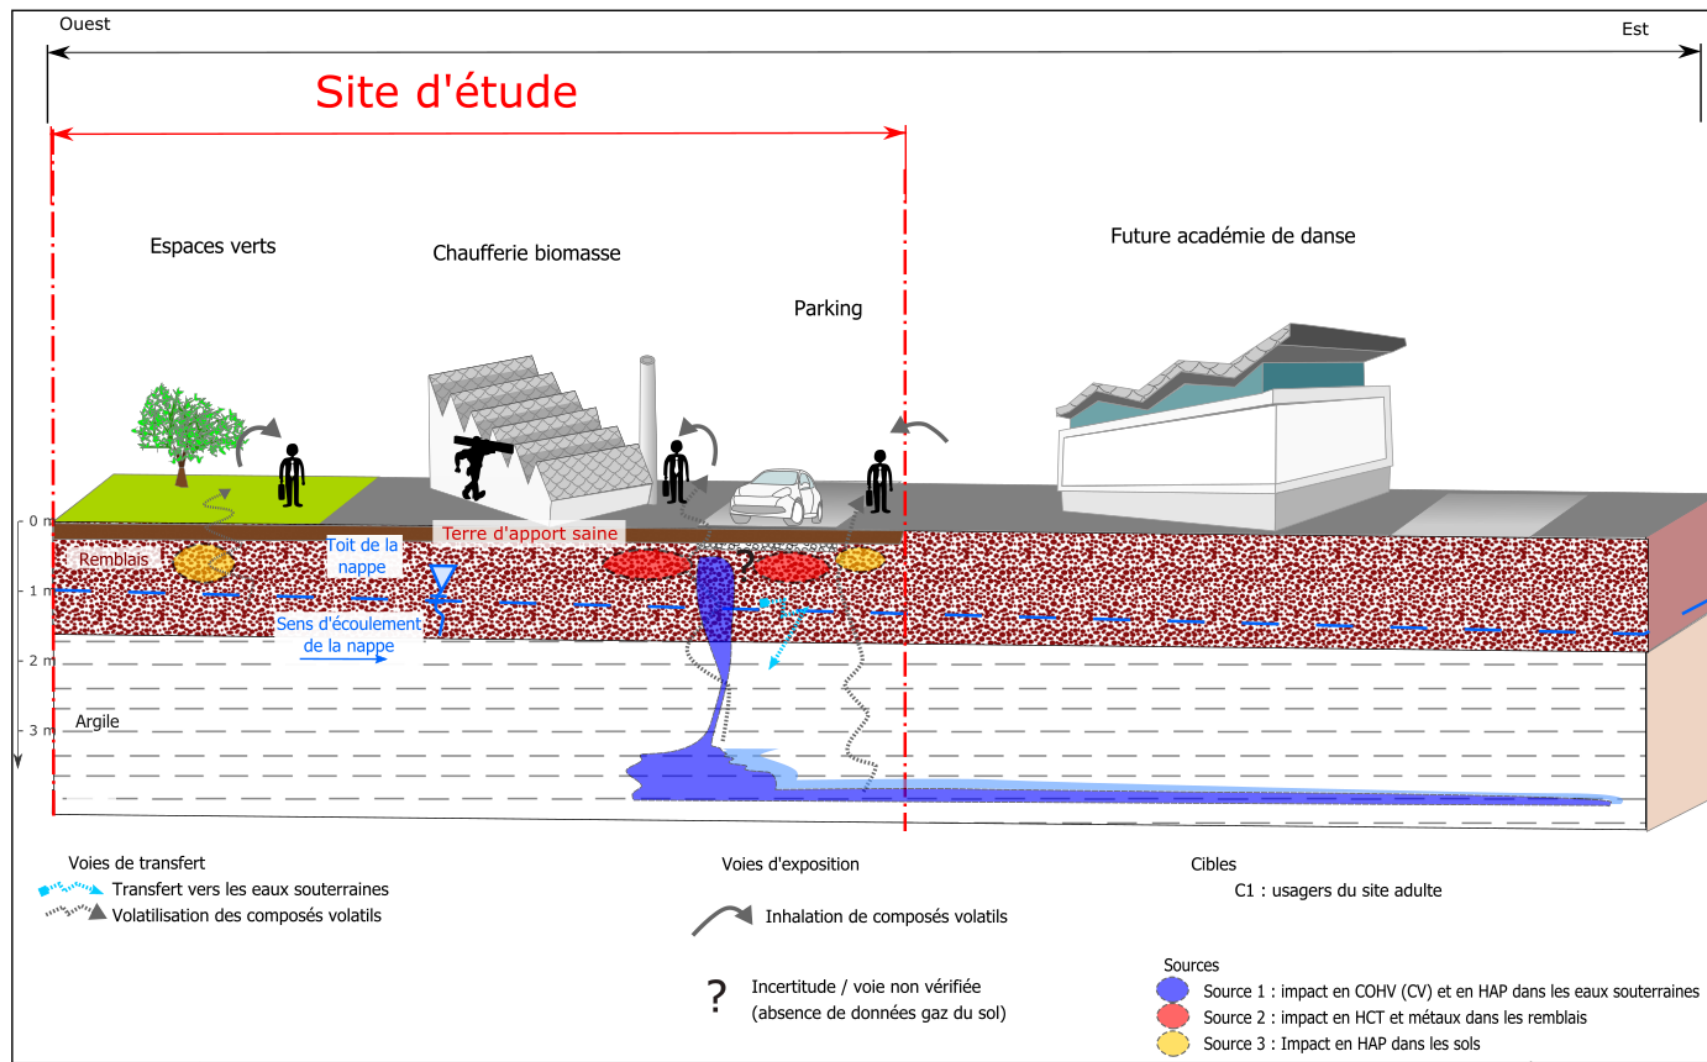 Ouest
Est
Site d'étude
Espaces verts
Chaufferie biomasse
Future académie de danse
Parking
0 m
Terre d'apport saine
Remblais
Toit de la
nappe
?
1 m
Sens d'écoulement
de la nappe
2 m
Argile
3 m
Voies de transfert
Transfert vers les eaux souterraines
Volatilisation des composés volatils
Voies d'exposition
Inhalation de composés volatils
? Incertitude / voie non vérifiée
(absence de données gaz du sol)
Cibles
C1 : usagers du site adulte
Sources
Source 1 : impact en COHV (CV) et en HAP dans les eaux souterraines
Source 2 : impact en HCT et métaux dans les remblais
Source 3 : Impact en HAP dans les sols